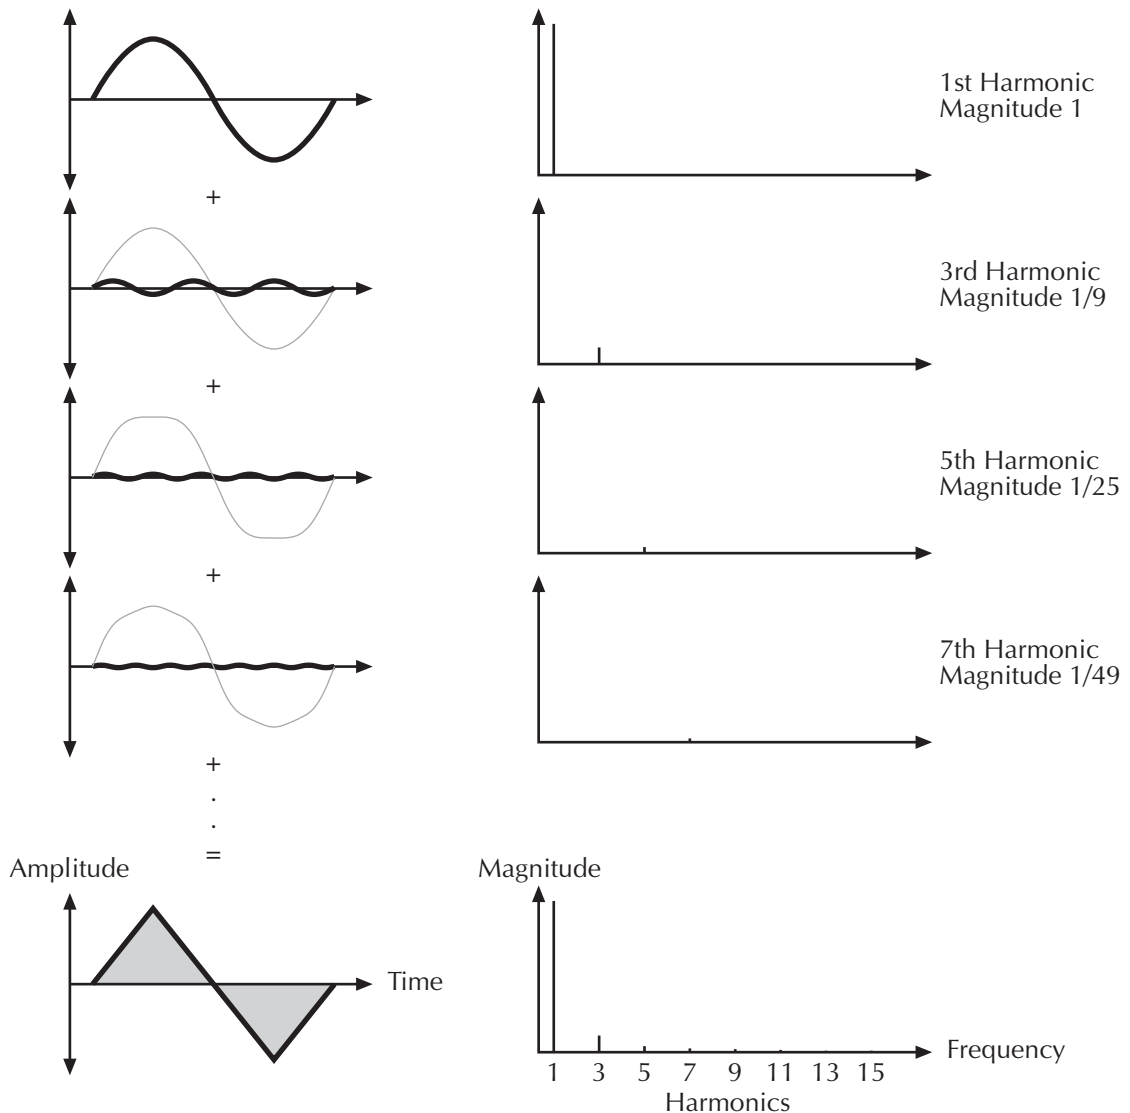 1st Harmonic
Magnitude 1
+
3rd Harmonic
Magnitude 1/9
+
5th Harmonic
Magnitude 1/25
+
7th Harmonic
Magnitude 1/49
+
.
.
=
Amplitude
Magnitude
Time
Frequency
1 3 5 7 9 11 13 15
Harmonics